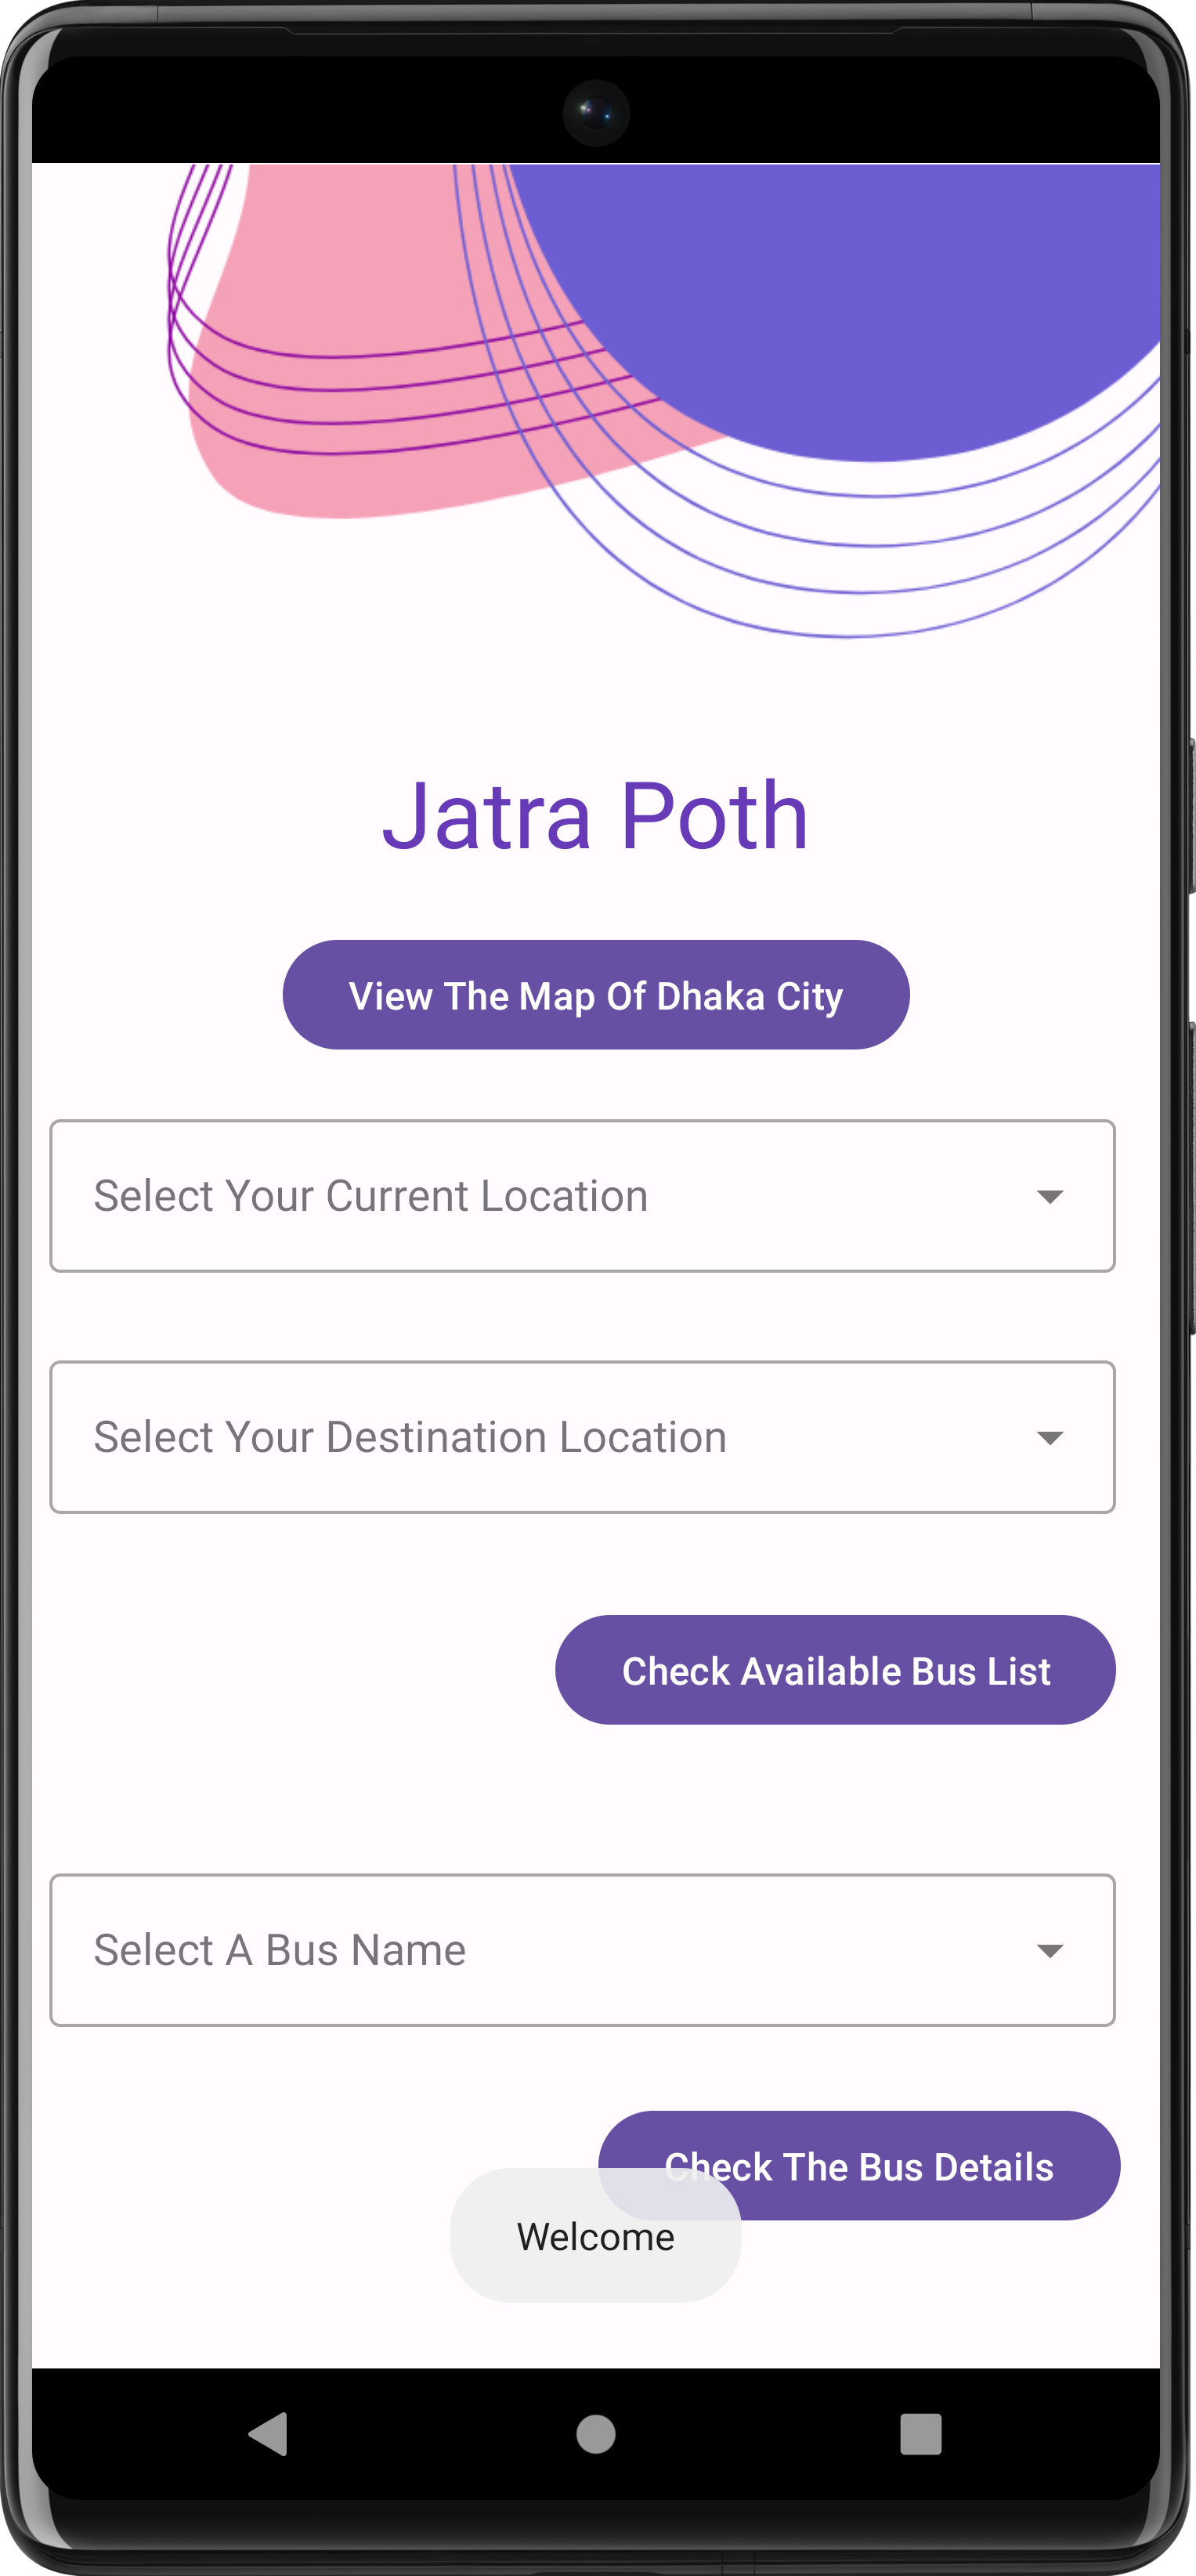 Jatra Poth
View The Map Of Dhaka City
Select Your Current Location
Select Your Destination Location
Check Available Bus List
Select A Bus Name
Check The Bus Details
Welcome